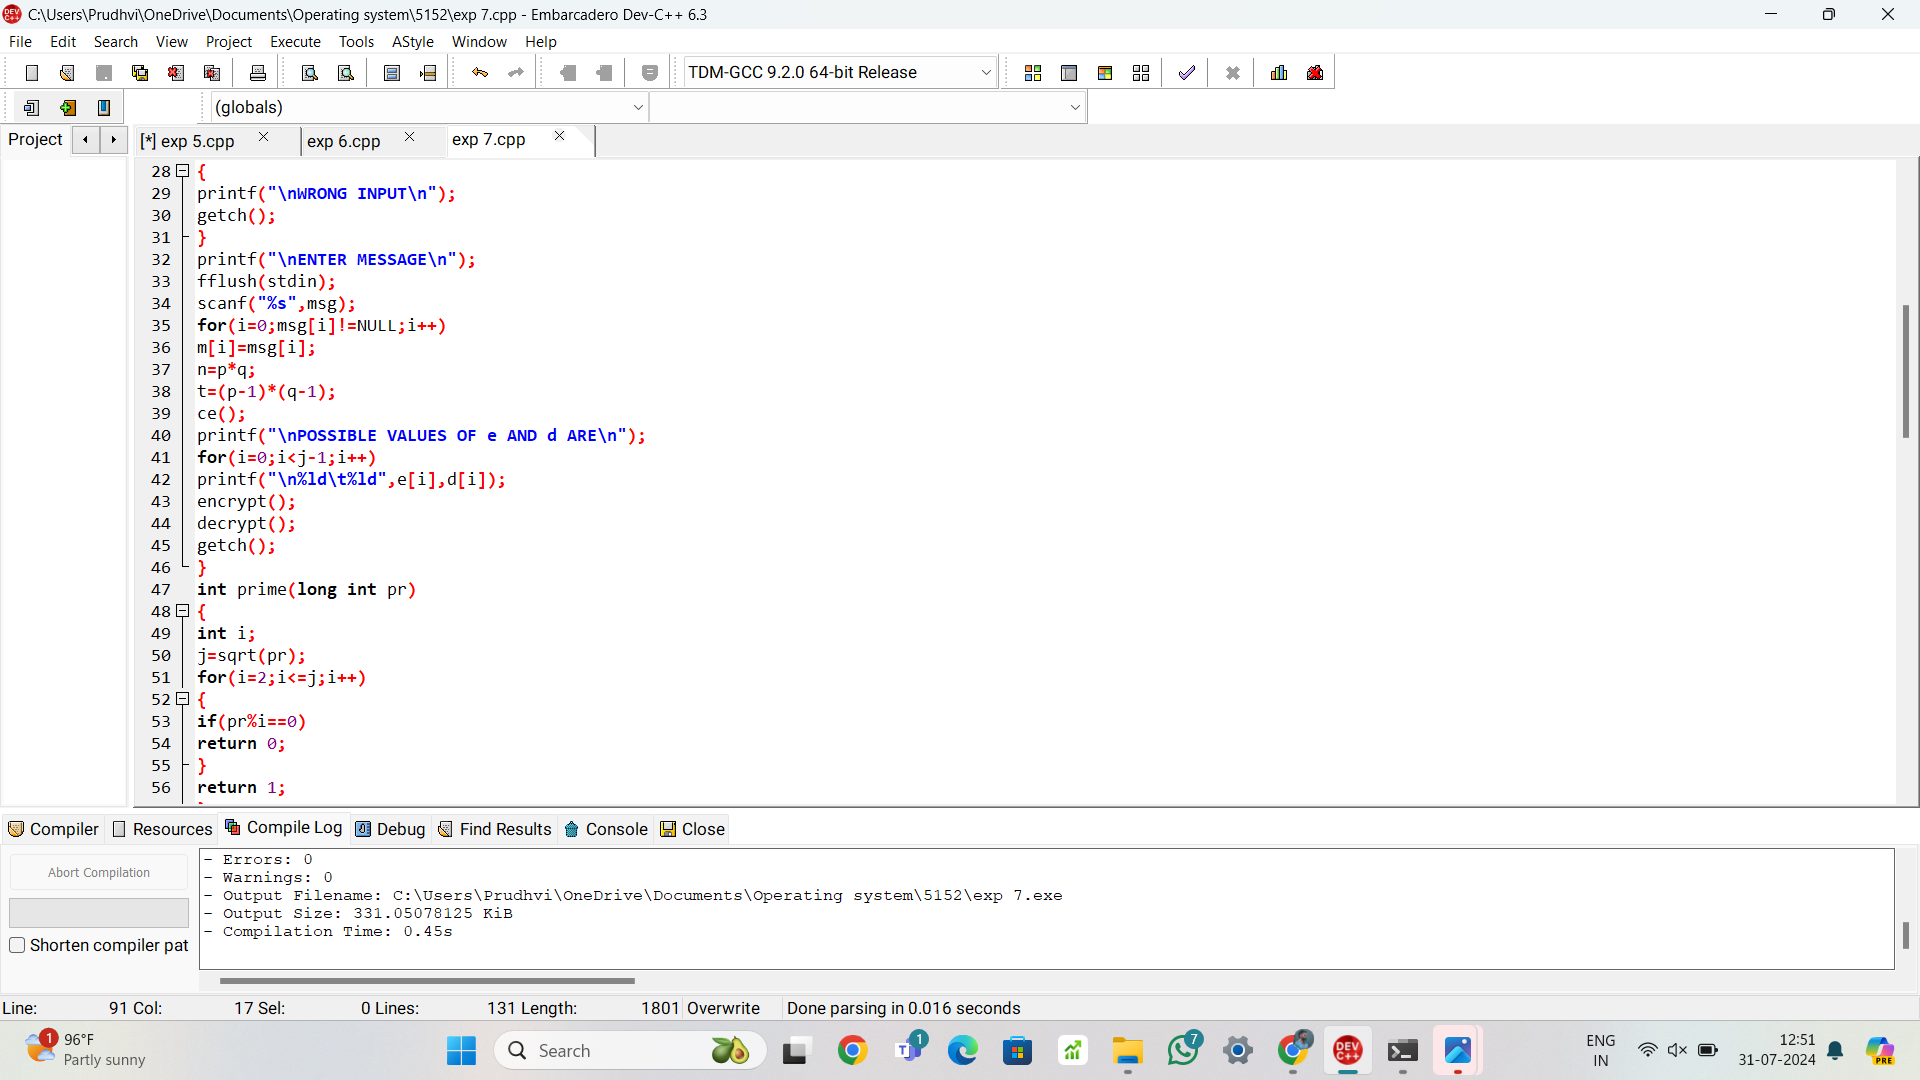 C:\Users\Prudhvi\OneDrive\Documents\Operating system\5152\exp 7.cpp - Embarcadero Dev-C++ 6.3
File Edit Search View Project Execute Tools AStyle Window Help
TDM-GCC 9.2.0 64-bit Release
(globals)
Project [*] exp 5.cpp exp 6.cpp exp 7.cpp
28 {
29 printf("\nWRONG INPUT\n");
30 getch();
31 }
32 printf("\nENTER MESSAGE\n");
33 fflush(stdin);
34 scanf("%s",msg);
35 for(i=0;msg[i]!=NULL;i++)
36 m[i]=msg[i];
37 n=p*q;
38 t=(p-1)*(q-1);
39 ce();
40 printf("\nPOSSIBLE VALUES OF e AND d ARE\n");
41 for(i=0;i<j-1;i++)
42 printf("\n%ld\t%ld",e[i],d[i]);
43 encrypt();
44 decrypt();
45 getch();
46 }
47 int prime(long int pr)
48 {
49 int i;
50 j=sqrt(pr);
51 for(i=2;i<=j;i++)
52 {
53 if(pr%i==0)
54 return 0;
55 }
56 return 1;
Compiler Resources Compile Log Debug Find Results Console Close
Abort Compilation
Shorten compiler pat
- Errors: 0
- Warnings: 0
- Output Filename: C:\Users\Prudhvi\OneDrive\Documents\Operating system\5152\exp 7.exe
- Output Size: 331.05078125 KiB
- Compilation Time: 0.45s
Line: 91 Col: 17 Sel: 0 Lines: 131 Length: 1801 Overwrite Done parsing in 0.016 seconds
1 96°F
Partly sunny
Search
1
7
DEV C++
ENG
IN
12:51
31-07-2024
PRE